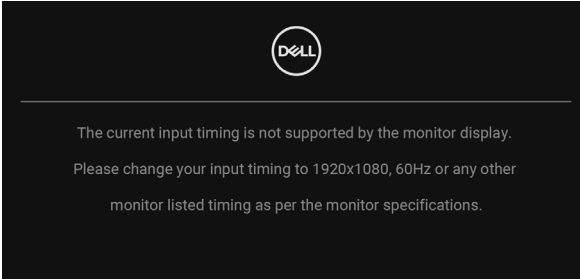 DELL
The current input timing is not supported by the monitor display.
Please change your input timing to 1920x1080, 60Hz or any other
monitor listed timing as per the monitor specifications.